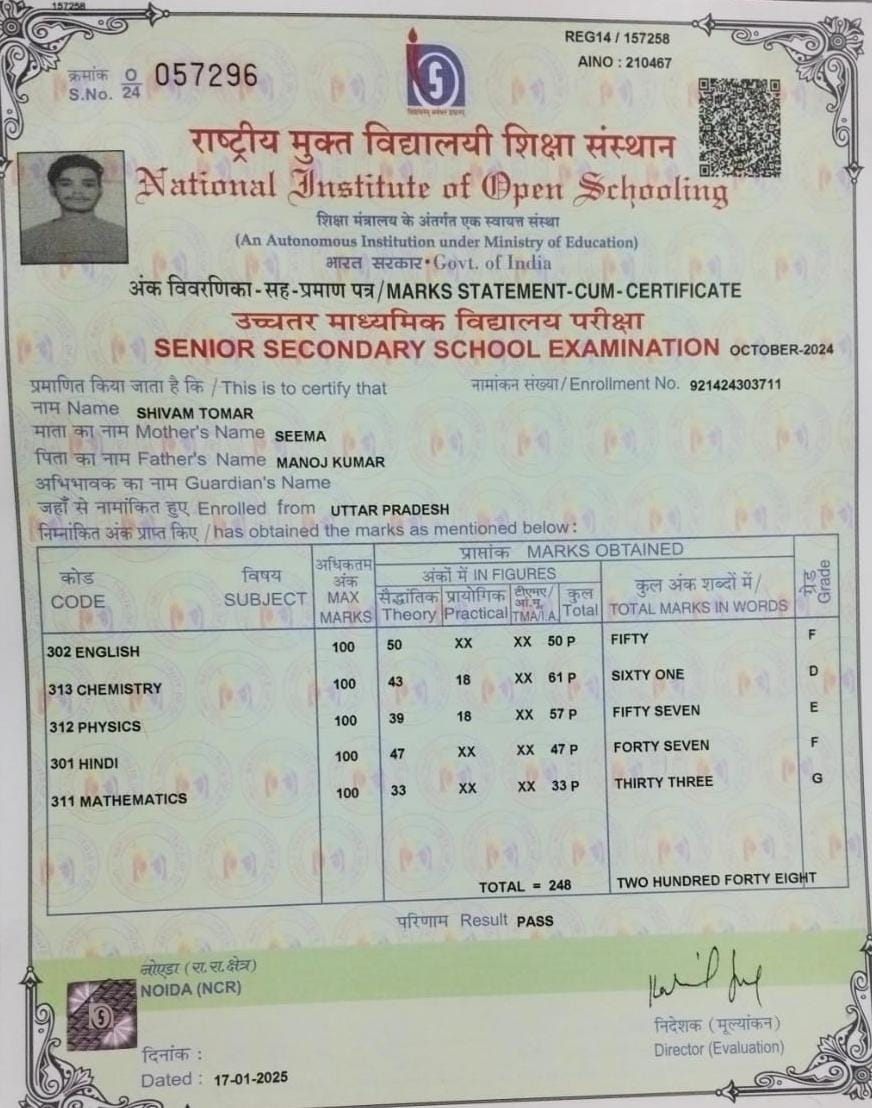 157258
REG14 / 157258
क्रमांक O 057296
S.No. 24
AINO : 210467
राष्ट्रीय मुक्त विद्यालयी शिक्षा संस्थान
National Institute of Open Schooling
शिक्षा मंत्रालय के अंतर्गत एक स्वायत्त संस्था
(An Autonomous Institution under Ministry of Education)
भारत सरकार • Govt. of India
अंक विवरणिका-सह-प्रमाण पत्र/MARKS STATEMENT-CUM-CERTIFICATE
उच्चतर माध्यमिक विद्यालय परीक्षा
SENIOR SECONDARY SCHOOL EXAMINATION OCTOBER-2024
प्रमाणित किया जाता है कि / This is to certify that नामांकन संख्या/Enrollment No. 921424303711
नाम Name SHIVAM TOMAR
माता का नाम Mother's Name SEEMA
पिता का नाम Father's Name MANOJ KUMAR
अभिभावक का नाम Guardian's Name
जहाँ से नामांकित हुए Enrolled from UTTAR PRADESH
निम्नांकित अंक प्राप्त किए / has obtained the marks as mentioned below :
कोड CODE
विषय SUBJECT
अधिकतम अंक MAX MARKS
प्राप्तांक MARKS OBTAINED
अंकों में IN FIGURES
सैद्धांतिक Theory
प्रायोगिक Practical
टीएमए/आं.मू. TMA/I.A.
कुल Total
कुल अंक शब्दों में/ TOTAL MARKS IN WORDS
ग्रेड Grade
302 ENGLISH 100 50 XX XX 50 P FIFTY F
313 CHEMISTRY 100 43 18 XX 61 P SIXTY ONE D
312 PHYSICS 100 39 18 XX 57 P FIFTY SEVEN E
301 HINDI 100 47 XX XX 47 P FORTY SEVEN F
311 MATHEMATICS 100 33 XX XX 33 P THIRTY THREE G
TOTAL = 248 TWO HUNDRED FORTY EIGHT
परिणाम Result PASS
नोएडा (रा.रा.क्षेत्र)
NOIDA (NCR)
निदेशक (मूल्यांकन)
Director (Evaluation)
दिनांक :
Dated : 17-01-2025